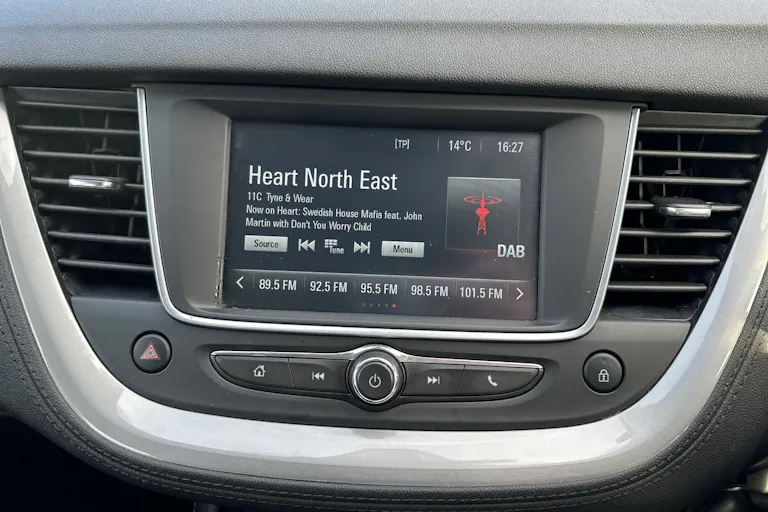 [TP] 14°C 16:27
Heart North East
11C Tyne & Wear
Now on Heart: Swedish House Mafia feat. John
Martin with Don't You Worry Child
DAB
Source Tune Menu
89.5 FM 92.5 FM 95.5 FM 98.5 FM 101.5 FM